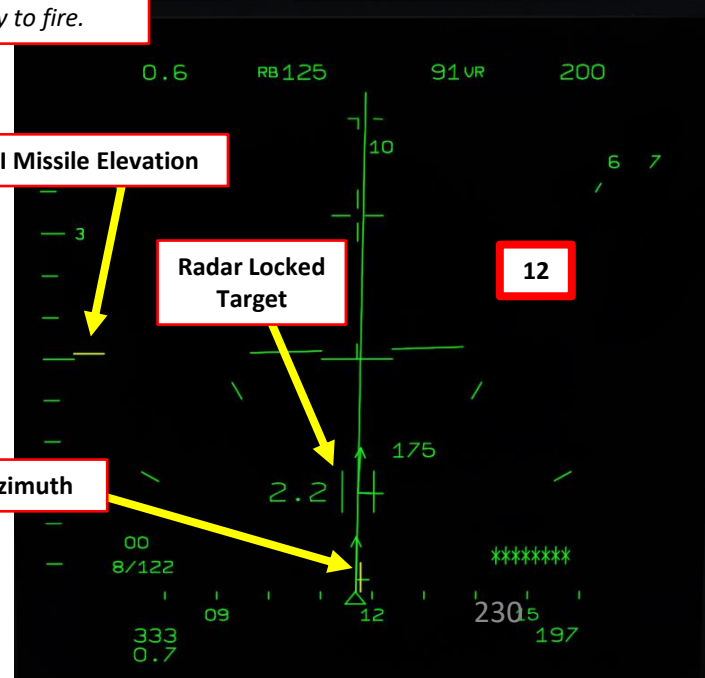 y to fire.
0.6 RB125 91VR 200
10
I Missile Elevation
6 7
3
Radar Locked
Target
12
175
2.2
zimuth
00
8/122
********
09 12 15
230
333 197
0.7